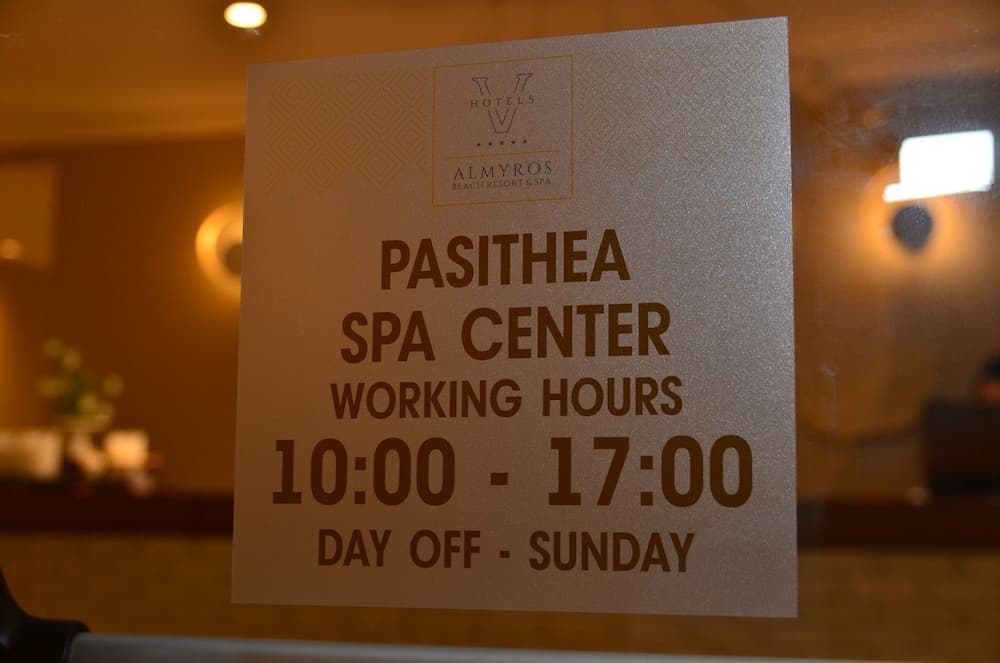 V
HOTELS
★★★★★
ALMYROS
BEACH RESORT & SPA
PASITHEA
SPA CENTER
WORKING HOURS
10:00 - 17:00
DAY OFF - SUNDAY